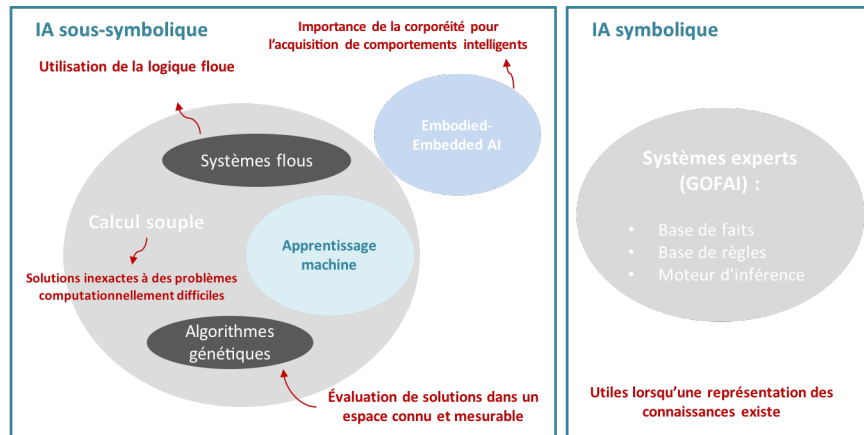 IA sous-symbolique
Importance de la corporéité pour
l'acquisition de comportements intelligents
Utilisation de la logique floue
Embodied-
Embedded AI
Systèmes flous
Calcul souple
Apprentissage
machine
Solutions inexactes à des problèmes
computationnellement difficiles
Algorithmes
génétiques
Évaluation de solutions dans un
espace connu et mesurable
IA symbolique
Systèmes experts
(GOFAI) :
• Base de faits
• Base de règles
• Moteur d'inférence
Utiles lorsqu'une représentation des
connaissances existe